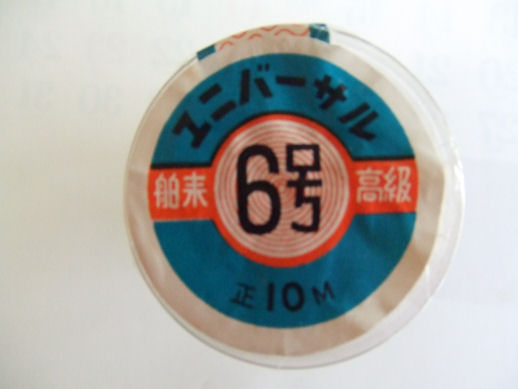 ユニバーサル
舶来 6号 高級
正10M